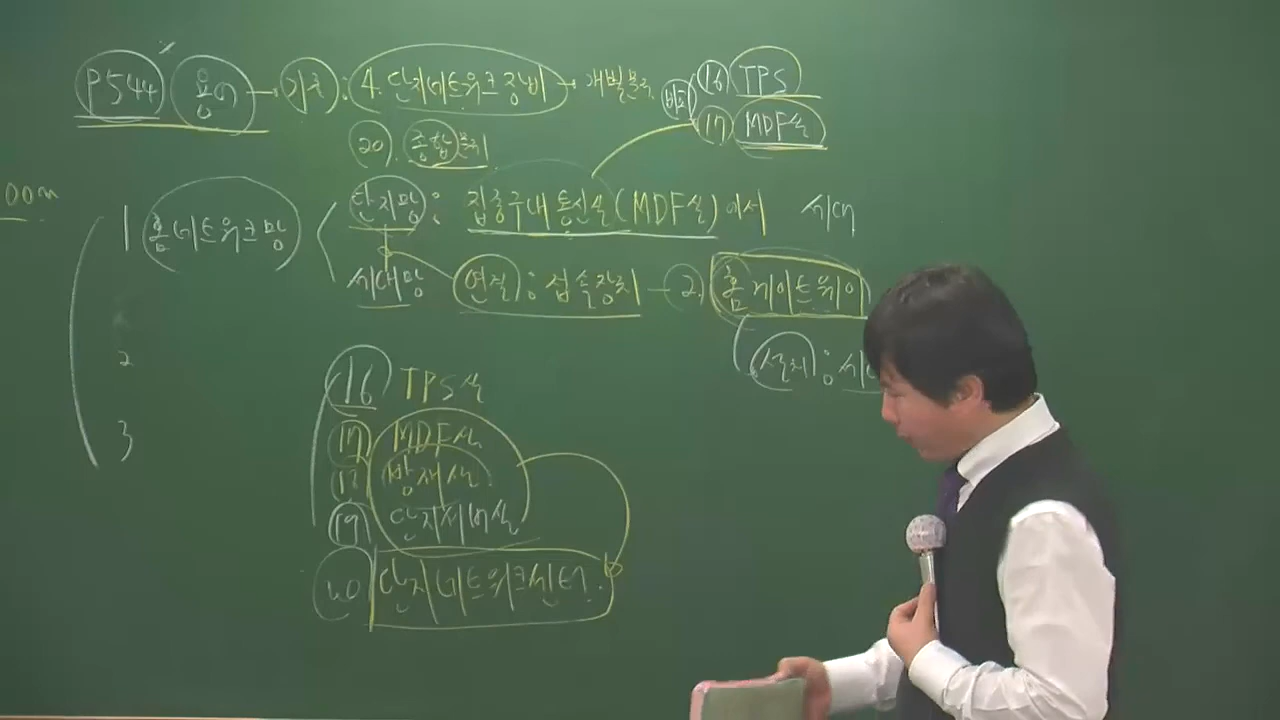 P544 용어 → 기출 : 4. 단지네트워크장비 → 개별분류 비교 16 TPS
17 MDF실
20. 종합분류
00m
1 홈네트워크망 < 단지망 : 집중구내통신실(MDF실)에서 세대
세대망 연결 : 접속장치 — 2. 홈게이트웨이
설치 : 세
2
3
16 TPS실
17 MDF실
18 방재실
19 단지서버실
20 단지네트워크센터.